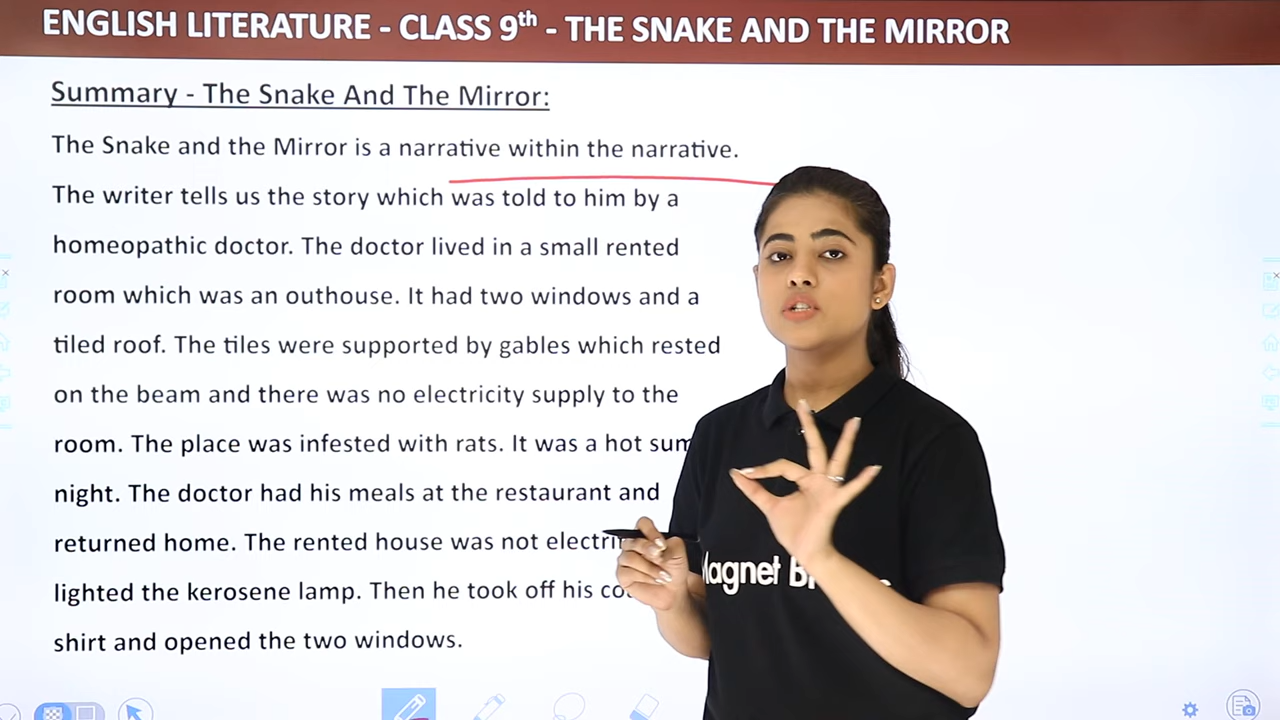 ENGLISH LITERATURE - CLASS 9th - THE SNAKE AND THE MIRROR
Summary - The Snake And The Mirror:
The Snake and the Mirror is a narrative within the narrative.
The writer tells us the story which was told to him by a
homeopathic doctor. The doctor lived in a small rented
room which was an outhouse. It had two windows and a
tiled roof. The tiles were supported by gables which rested
on the beam and there was no electricity supply to the
room. The place was infested with rats. It was a hot
night. The doctor had his meals at the restaurant and
returned home. The rented house was not
lighted the kerosene lamp. Then he took off his
shirt and opened the two windows.
Magnet